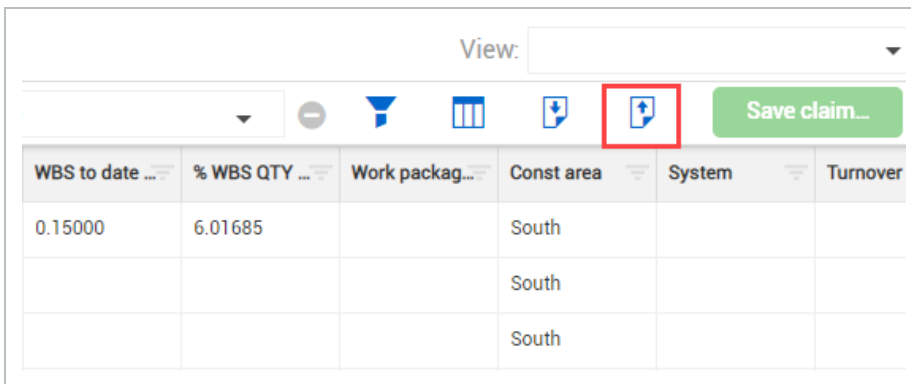 View:
Save claim...
WBS to date ... % WBS QTY ... Work packag... Const area System Turnover
0.15000 6.01685 South
South
South